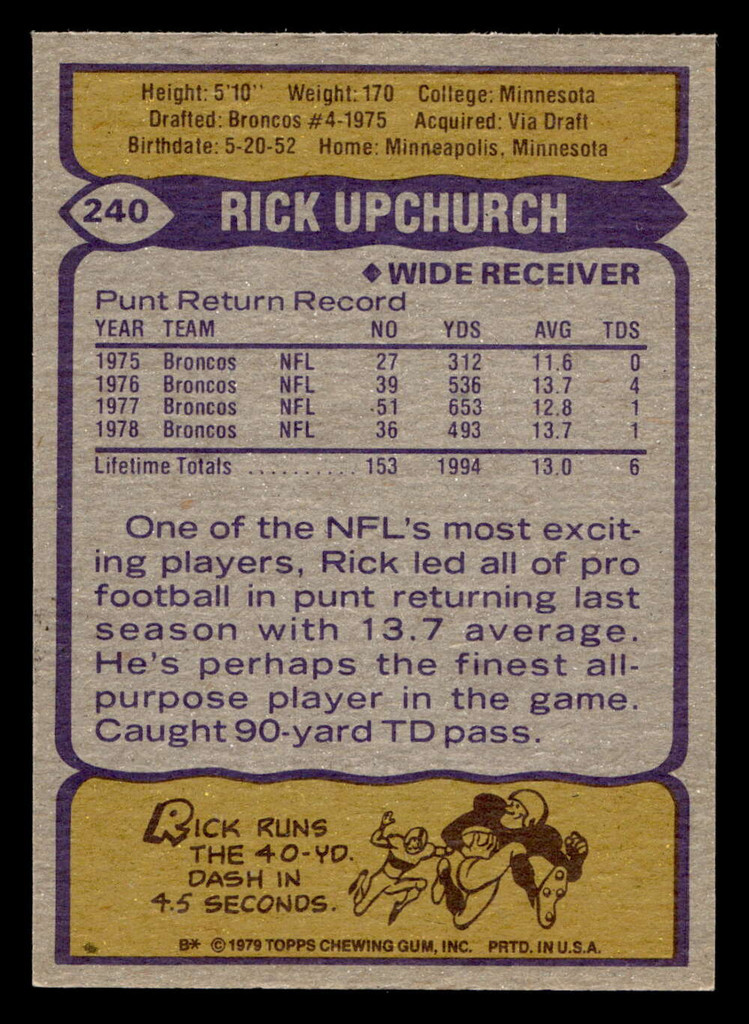 Height: 5'10'' Weight: 170 College: Minnesota
Drafted: Broncos #4-1975 Acquired: Via Draft
Birthdate: 5-20-52 Home: Minneapolis, Minnesota
240 RICK UPCHURCH
◆ WIDE RECEIVER
Punt Return Record
YEAR TEAM NO YDS AVG TDS
1975 Broncos NFL 27 312 11.6 0
1976 Broncos NFL 39 536 13.7 4
1977 Broncos NFL 51 653 12.8 1
1978 Broncos NFL 36 493 13.7 1
Lifetime Totals .......... 153 1994 13.0 6
One of the NFL's most excit-
ing players, Rick led all of pro
football in punt returning last
season with 13.7 average.
He's perhaps the finest all-
purpose player in the game.
Caught 90-yard TD pass.
RICK RUNS
THE 40-YD.
DASH IN
4.5 SECONDS.
B* © 1979 TOPPS CHEWING GUM, INC. PRTD. IN U.S.A.